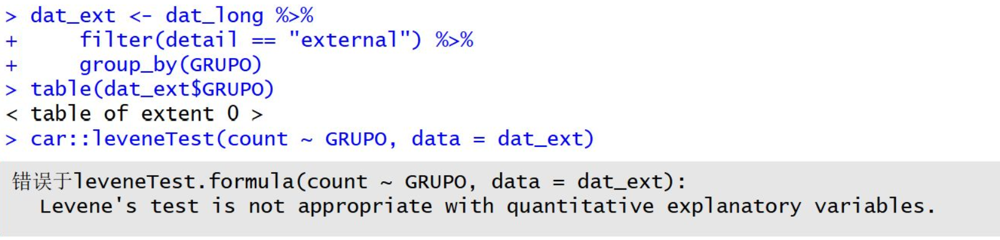 > dat_ext <- dat_long %>%
+     filter(detail == "external") %>%
+     group_by(GRUPO)
> table(dat_ext$GRUPO)
< table of extent 0 >
> car::leveneTest(count ~ GRUPO, data = dat_ext)
错误于leveneTest.formula(count ~ GRUPO, data = dat_ext):
  Levene's test is not appropriate with quantitative explanatory variables.